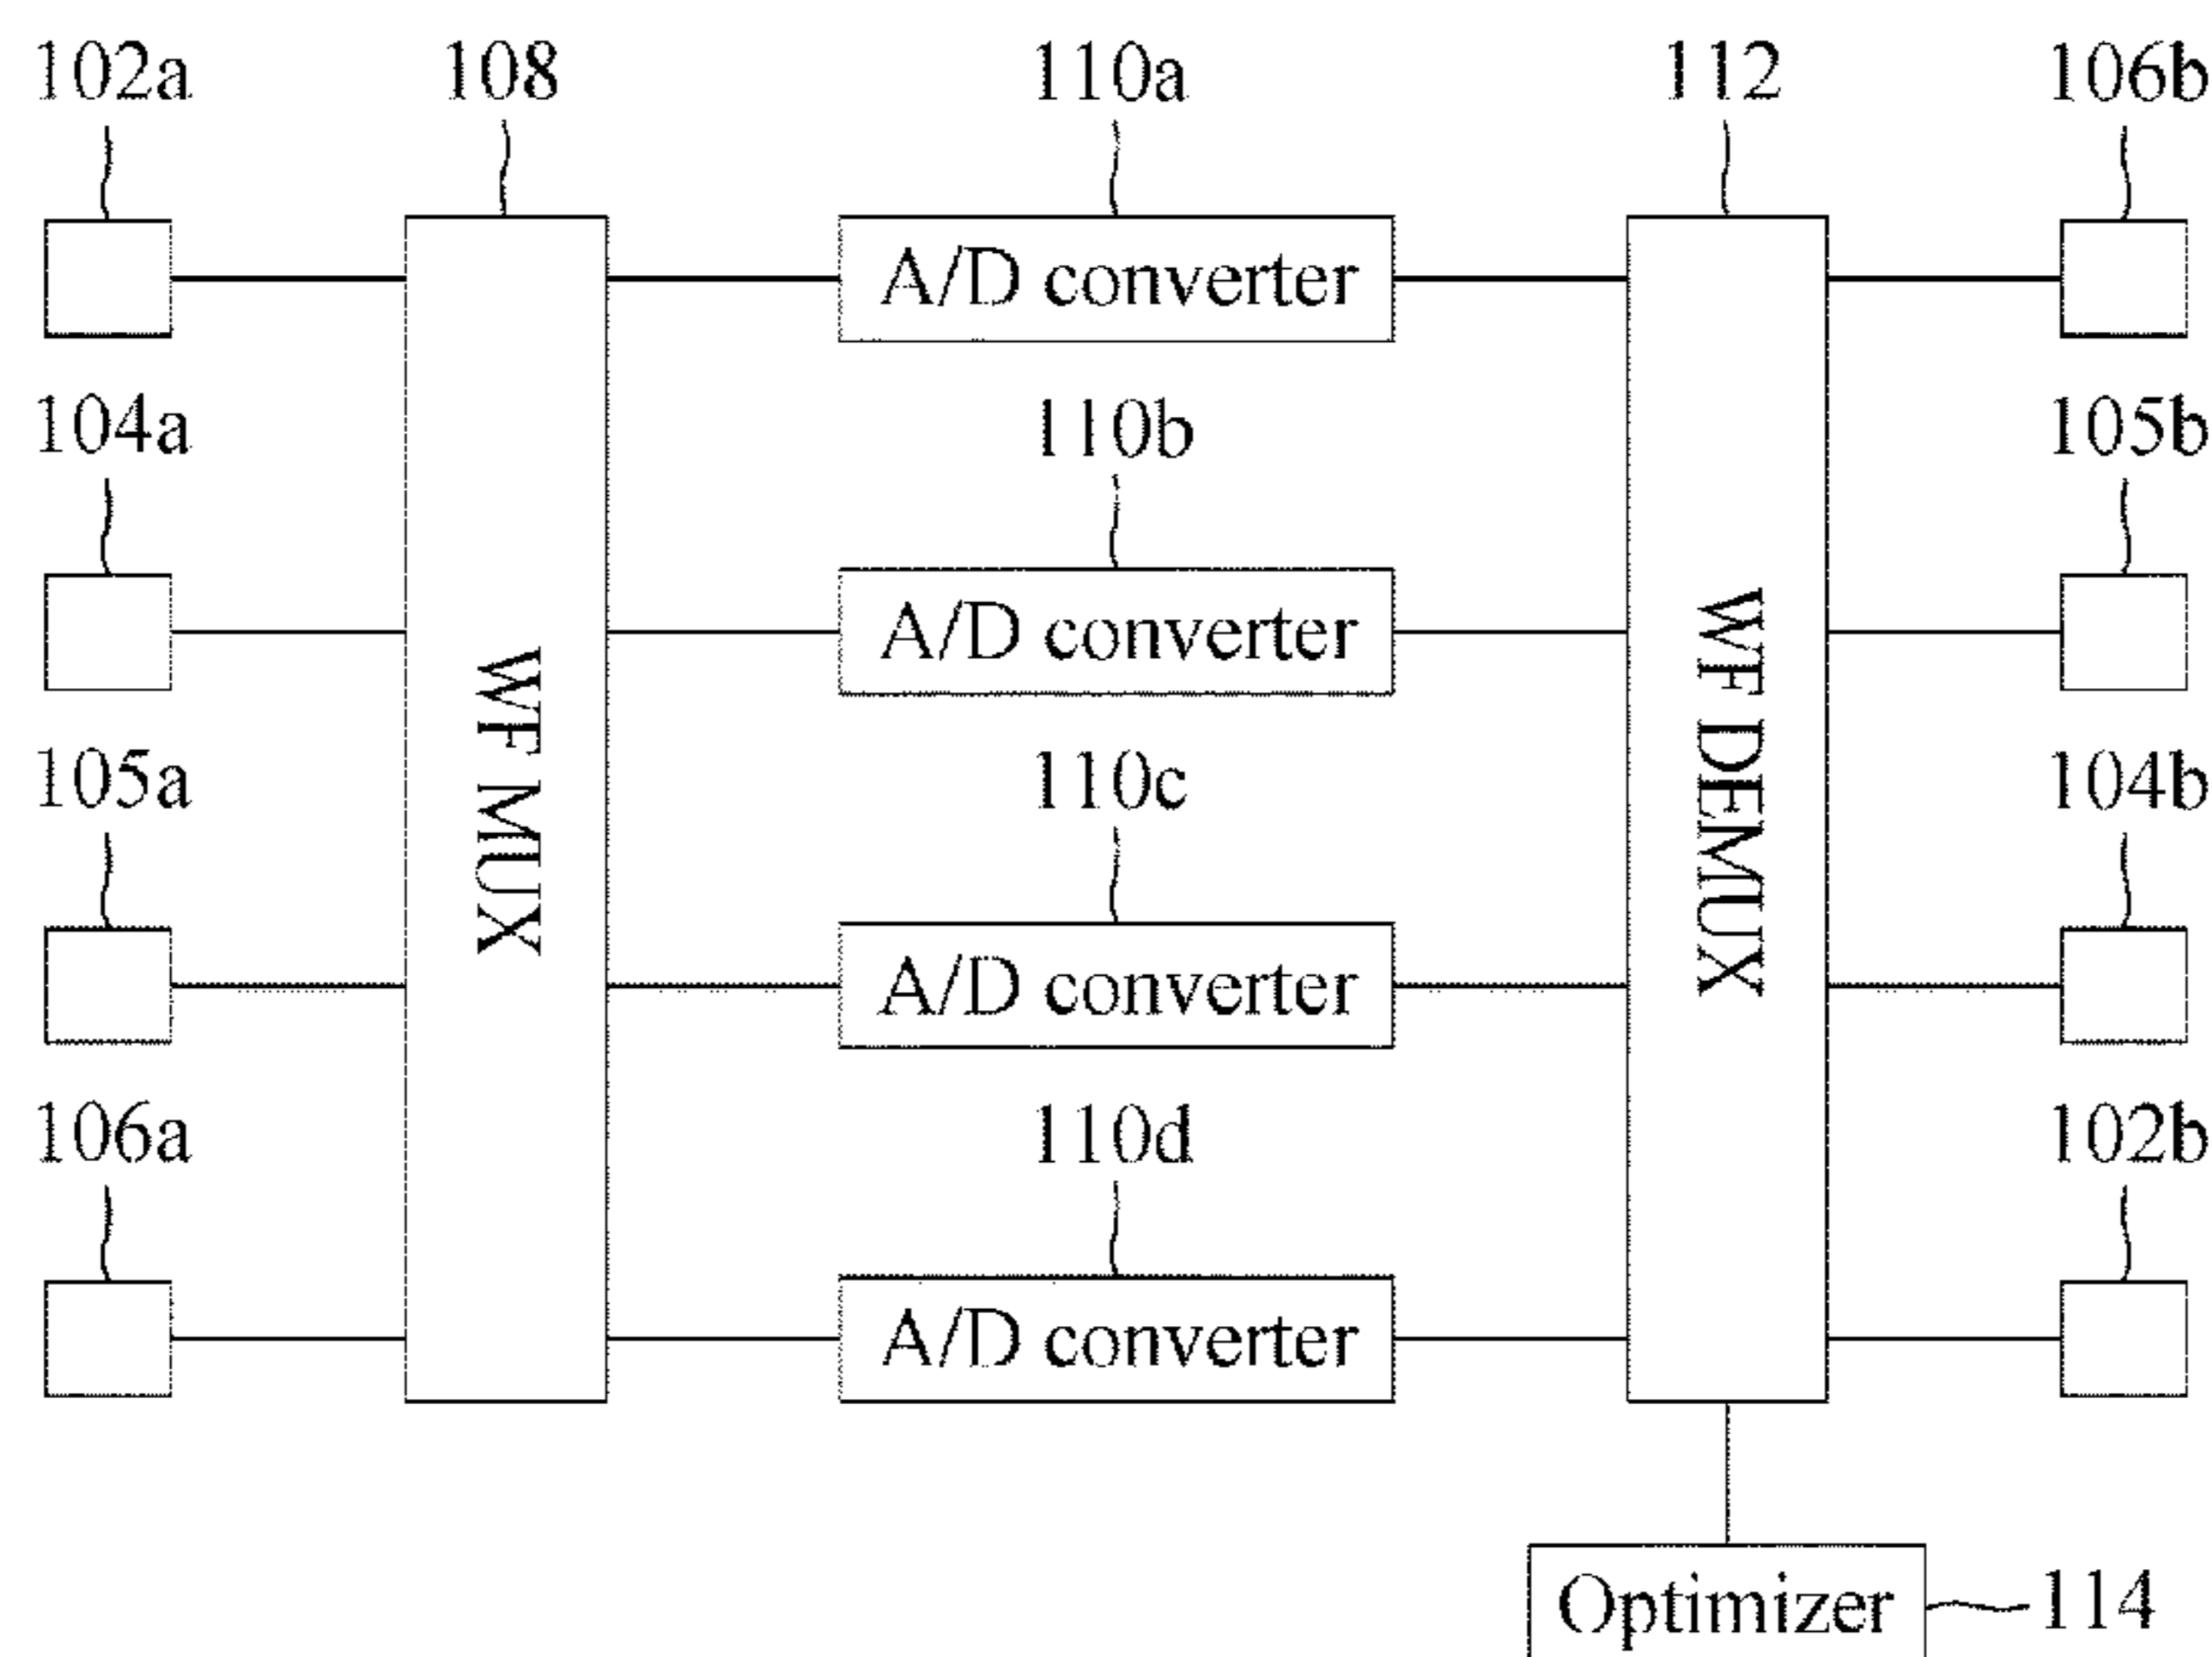 102a 108 110a 112 106b
A/D converter
104a 110b 105b
A/D converter
WF MUX
WF DEMUX
105a 110c 104b
A/D converter
106a 110d 102b
A/D converter
Optimizer 114